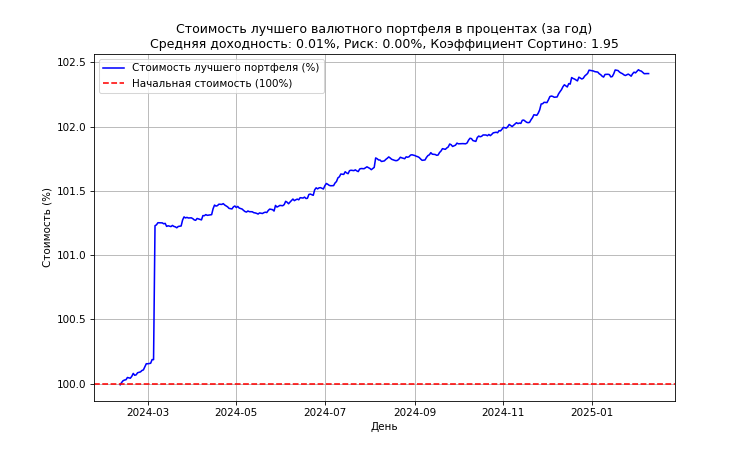 Стоимость лучшего валютного портфеля в процентах (за год)
Средняя доходность: 0.01%, Риск: 0.00%, Коэффициент Сортино: 1.95
Стоимость лучшего портфеля (%)
Начальная стоимость (100%)
Стоимость (%)
102.5
102.0
101.5
101.0
100.5
100.0
2024-03
2024-05
2024-07
2024-09
2024-11
2025-01
День